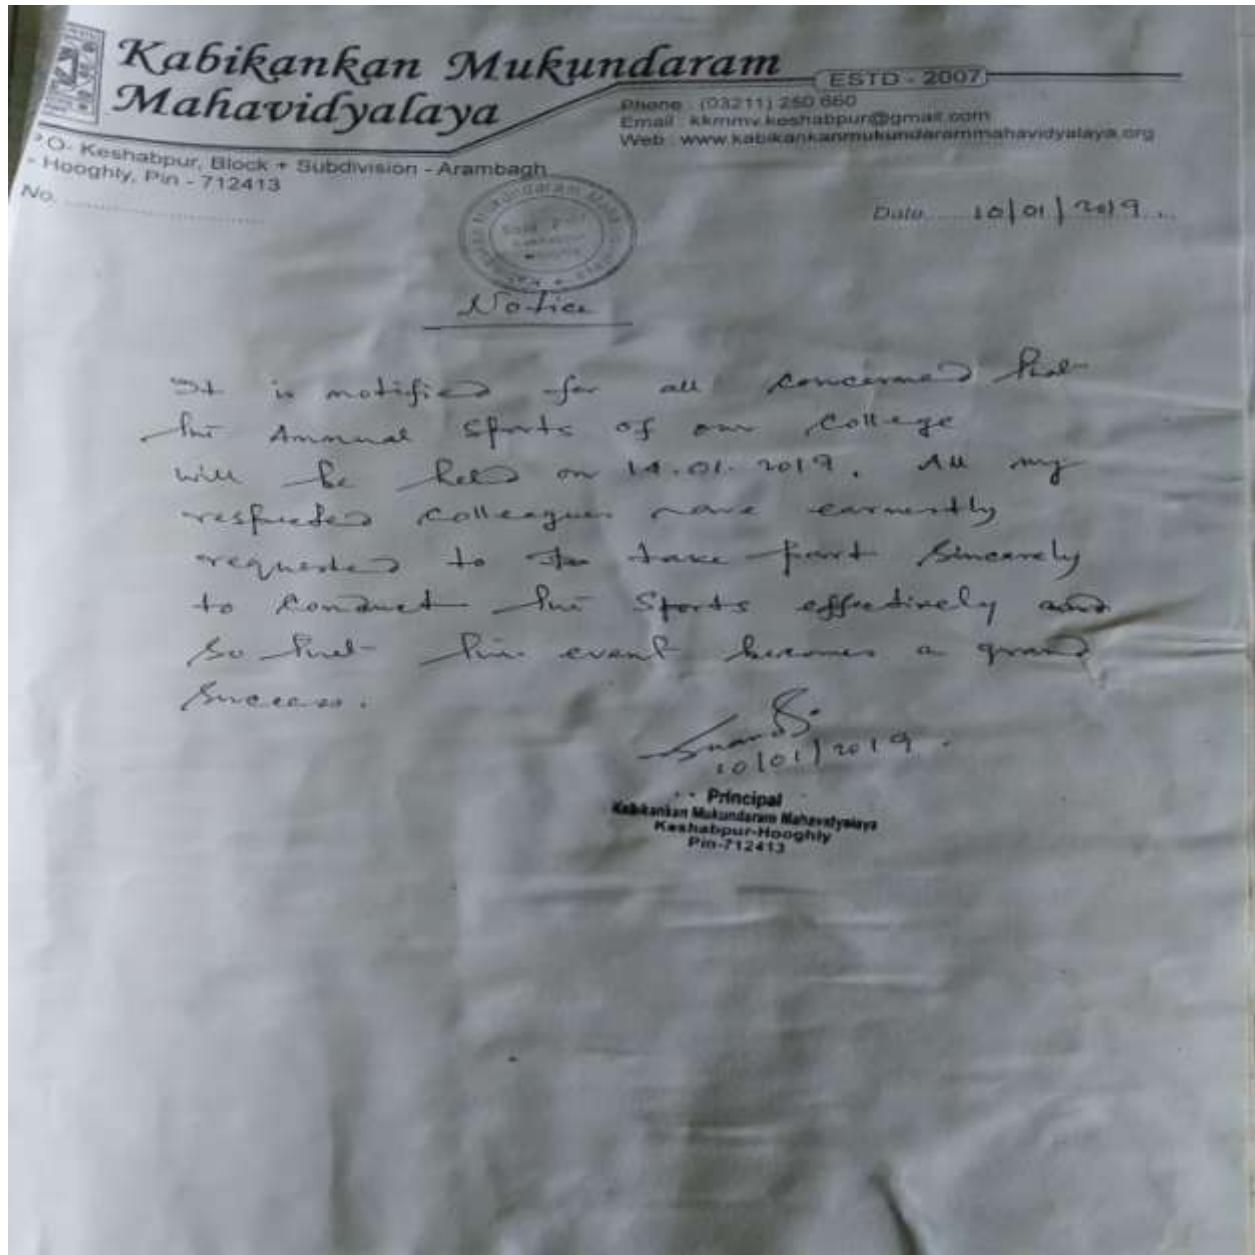 Kabikankan Mukundaram
Mahavidyalaya
ESTD - 2007
Phone : (03211) 250 660
Email : kkmmv.keshabpur@gmail.com
Web : www.kabikankanmukundarammahavidyalaya.org
P O- Keshabpur, Block + Subdivision - Arambagh
- Hooghly, Pin - 712413
No.
Date 10/01/2019.
Notice
It is notified for all concerned that
the Annual Sports of our College
will be held on 14.01.2019. All my
respected colleagues are earnestly
requested to take part sincerely
to conduct the Sports effectively and
so that this event becomes a grand
success.
10/01/2019.
Principal
Kabikankan Mukundaram Mahavidyalaya
Keshabpur-Hooghly
Pin-712413